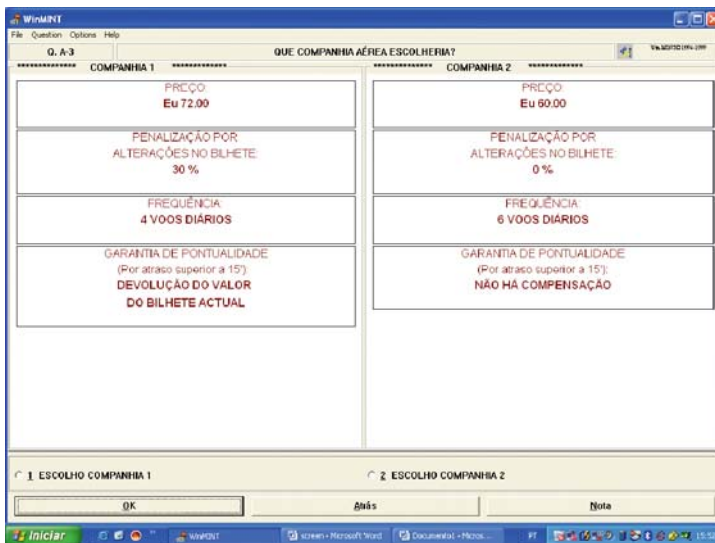 WinMINT
File Question Options Help
Q. A-3
QUE COMPANHIA AÉREA ESCOLHERIA?
COMPANHIA 1
PREÇO
Eu 72.00
PENALIZAÇÃO POR
ALTERAÇÕES NO BILHETE:
30 %
FREQUÊNCIA
4 VOOS DIÁRIOS
GARANTIA DE PONTUALIDADE
(Por atraso superior a 15'):
DEVOLUÇÃO DO VALOR
DO BILHETE ACTUAL
COMPANHIA 2
PREÇO
Eu 60.00
PENALIZAÇÃO POR
ALTERAÇÕES NO BILHETE:
0 %
FREQUÊNCIA
6 VOOS DIÁRIOS
GARANTIA DE PONTUALIDADE
(Por atraso superior a 15'):
NÃO HÁ COMPENSAÇÃO
1 ESCOLHO COMPANHIA 1
2 ESCOLHO COMPANHIA 2
OK
Atrás
Nota
Iniciar
WinMINT
screen - Microsoft Word
Documento1 - Micros...
PT